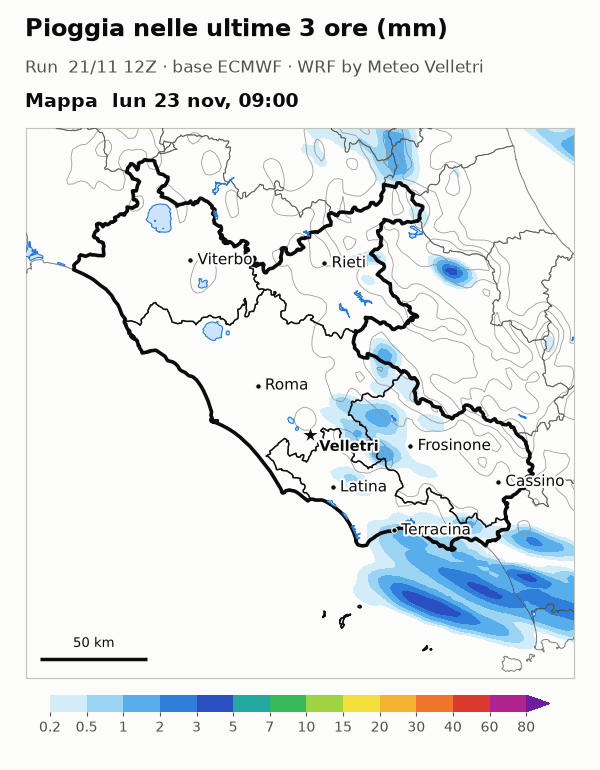 Pioggia nelle ultime 3 ore (mm)
Run  21/11 12Z · base ECMWF · WRF by Meteo Velletri
Mappa  lun 23 nov, 09:00
Viterbo
Rieti
Roma
Velletri
Frosinone
Cassino
Latina
Terracina
50 km
0.2 0.5 1 2 3 5 7 10 15 20 30 40 60 80